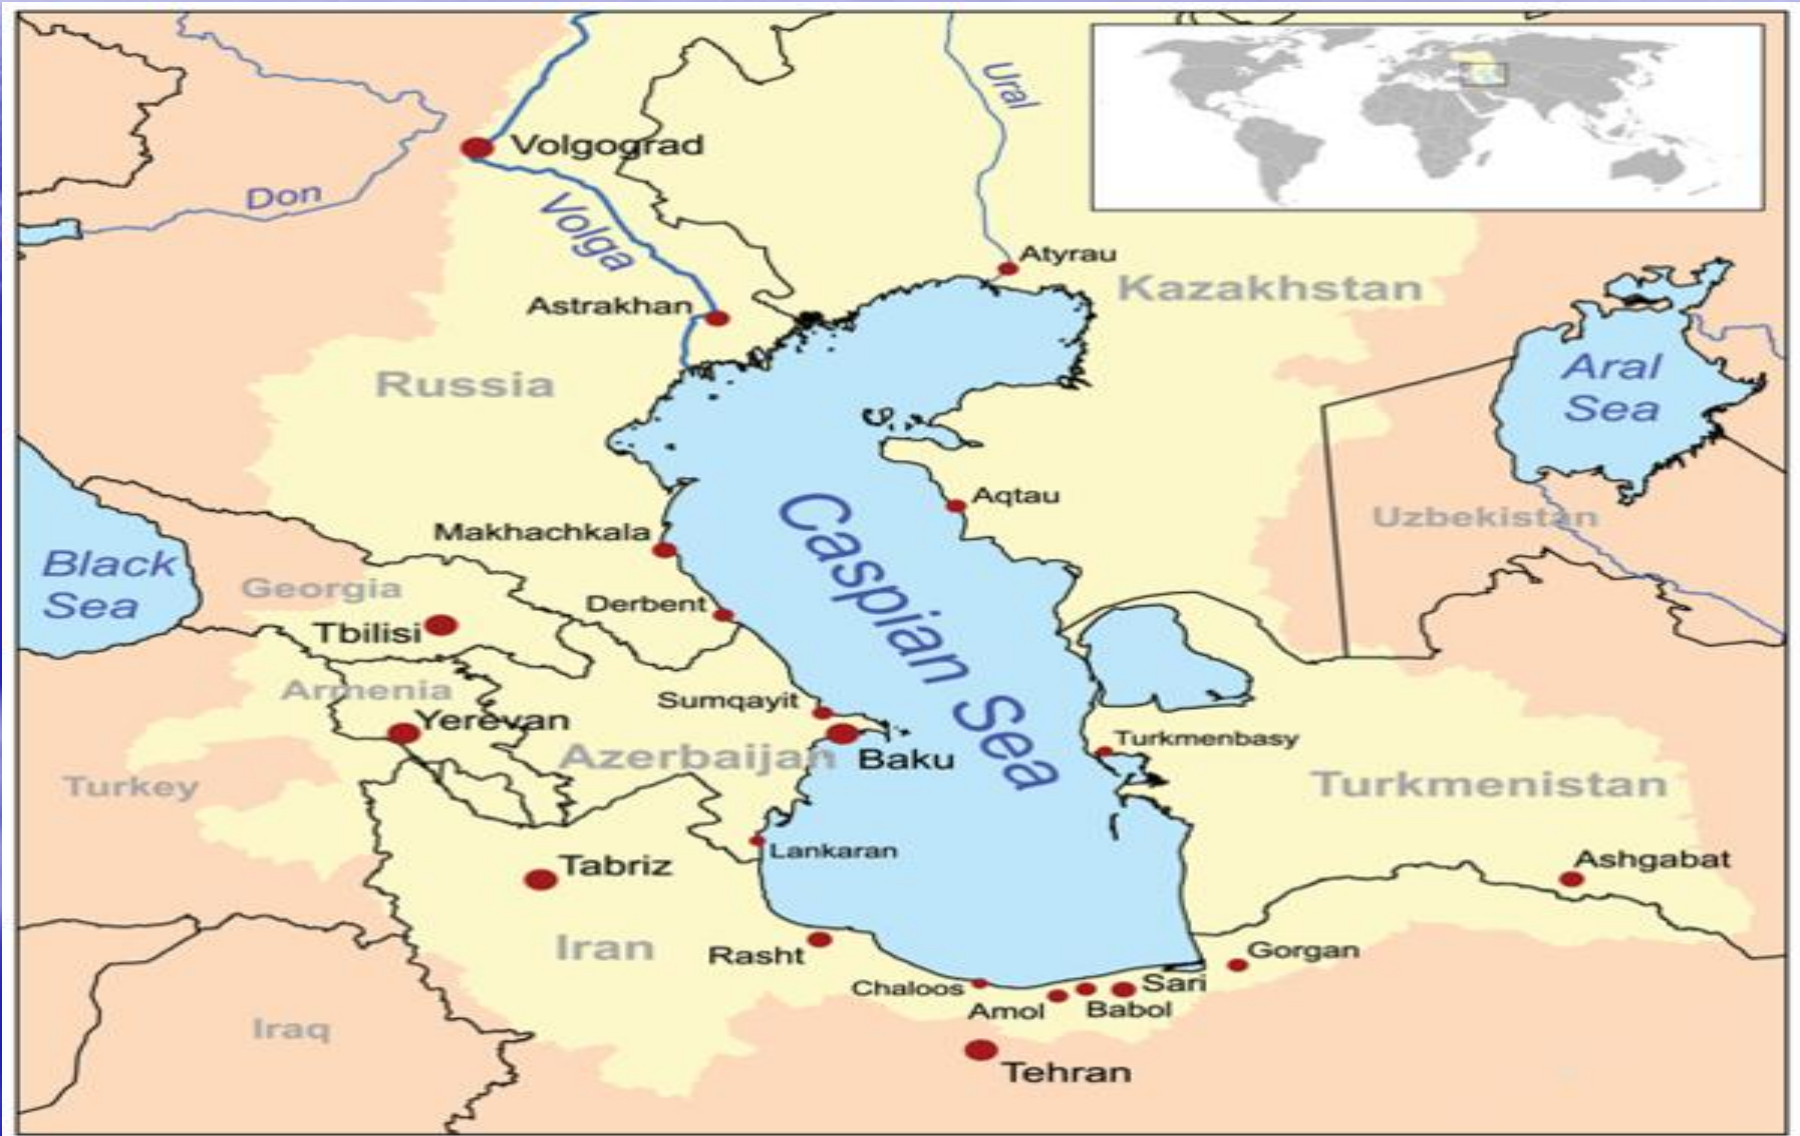 Ural
Volgograd
Don
Volga
Atyrau
Kazakhstan
Astrakhan
Aral
Sea
Russia
Aqtau
Caspian Sea
Uzbekistan
Makhachkala
Black
Sea
Georgia
Derbent
Tbilisi
Armenia
Sumqayit
Yerevan
Azerbaijan
Baku
Turkmenbasy
Turkey
Turkmenistan
Lankaran
Tabriz
Ashgabat
Iran
Rasht
Gorgan
Chaloos
Sari
Amol
Babol
Iraq
Tehran